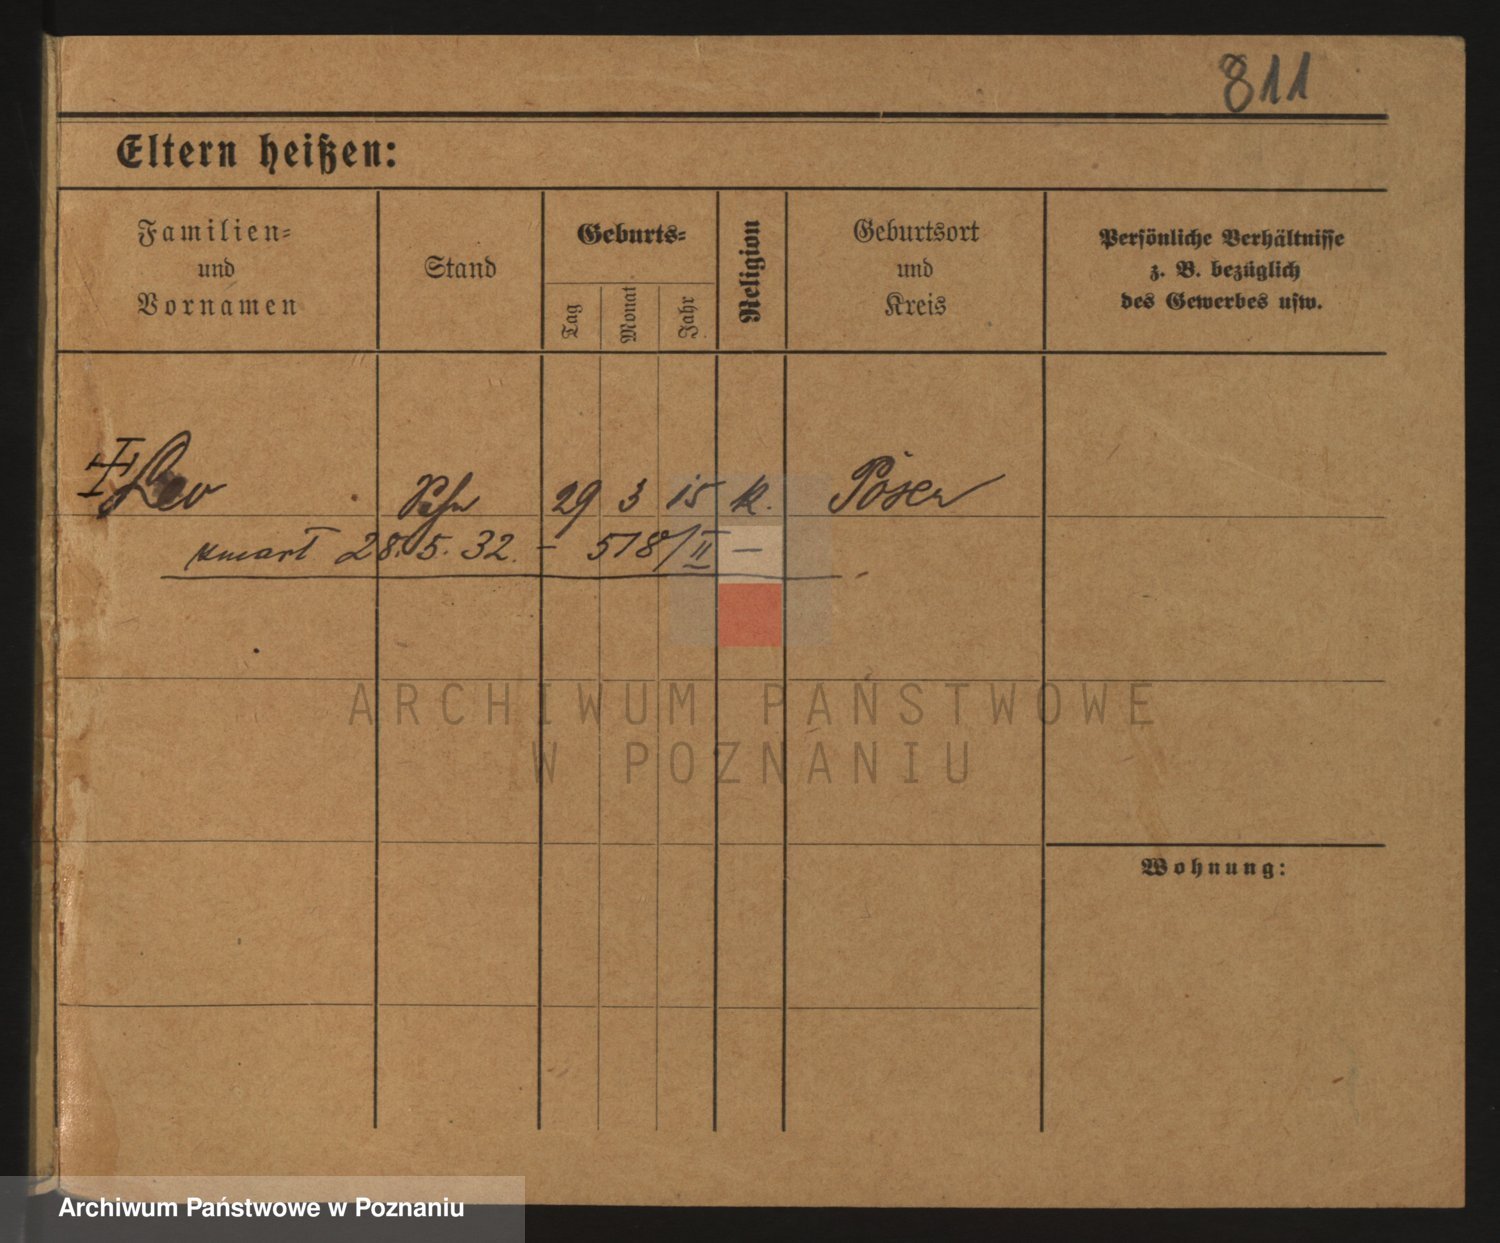 811
Eltern heißen:
Familien=
und
Vornamen
Stand
Geburts=
Tag
Monat
Jahr
Religion
Geburtsort
und
Kreis
Persönliche Verhältnisse
z. B. bezüglich
des Gewerbes usw.
Leo
29 3 15 k. Posen
zmarł 28. 5. 32. - 518/II -
Wohnung:
ARCHIWUM PAŃSTWOWE
W POZNANIU
Archiwum Państwowe w Poznaniu